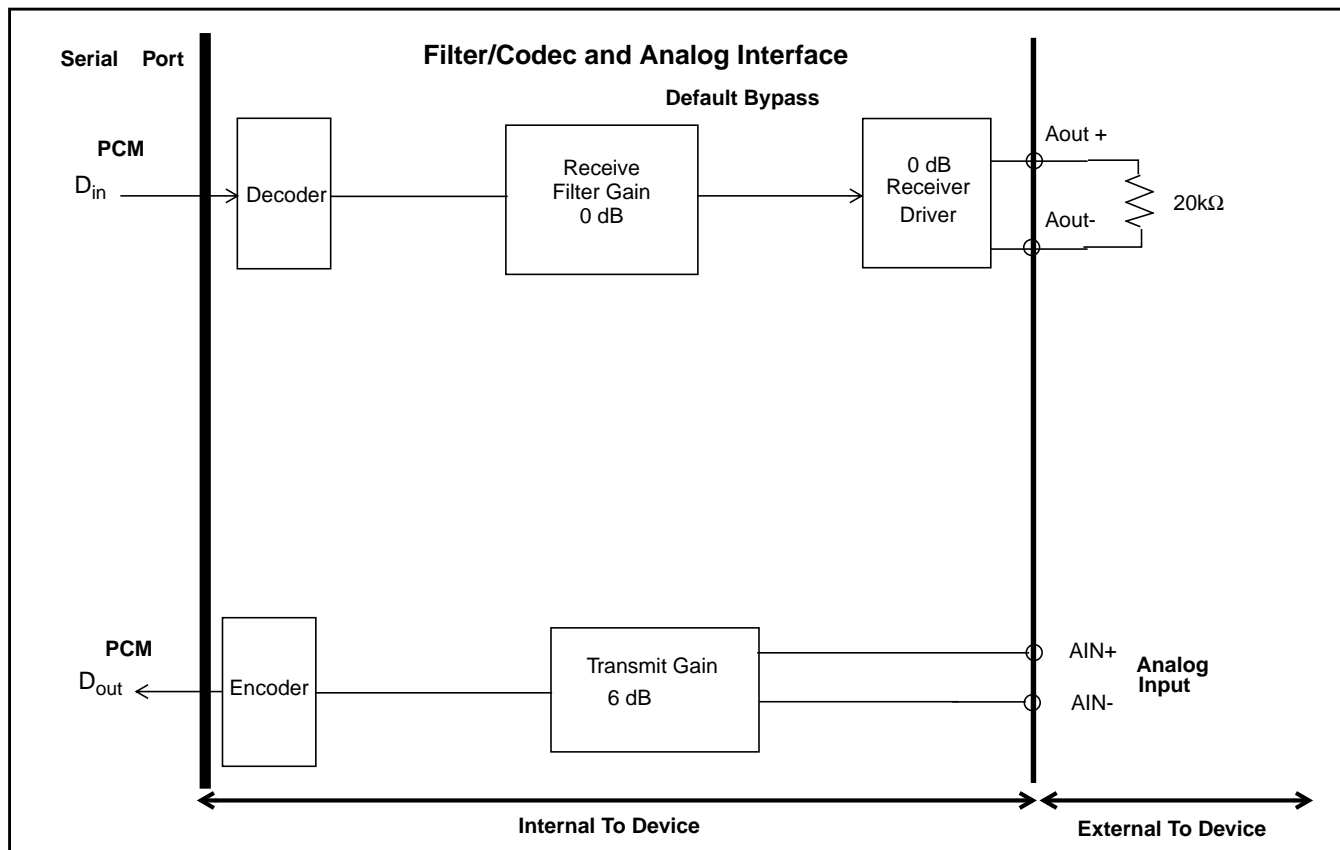 Serial Port
Filter/Codec and Analog Interface
Default Bypass
PCM
Din
Decoder
Receive
Filter Gain
0 dB
0 dB
Receiver
Driver
Aout +
Aout-
20kΩ
PCM
Dout
Encoder
Transmit Gain
6 dB
AIN+
AIN-
Analog
Input
Internal To Device
External To Device